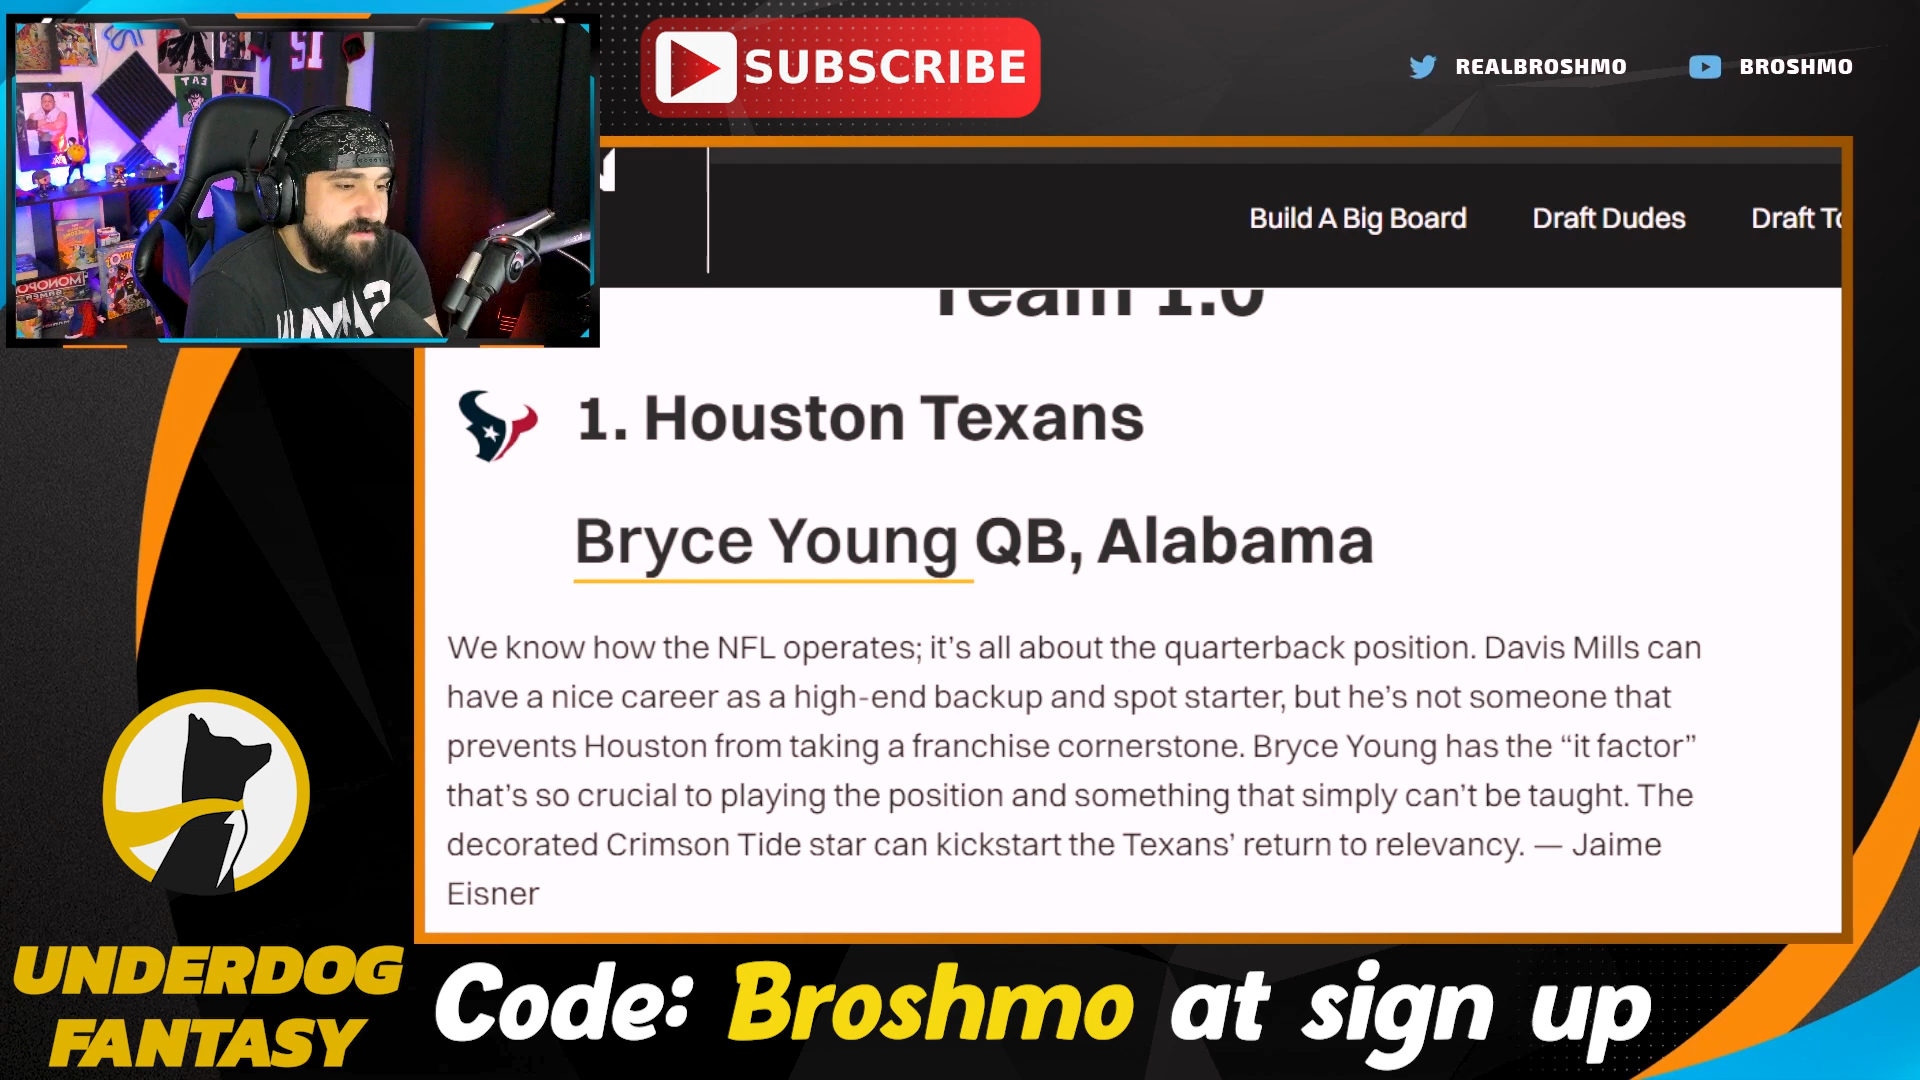 SUBSCRIBE
REALBROSHMO
BROSHMO
Build A Big Board
Draft Dudes
Team 1.0
1. Houston Texans
Bryce Young QB, Alabama
We know how the NFL operates; it’s all about the quarterback position. Davis Mills can
have a nice career as a high-end backup and spot starter, but he’s not someone that
prevents Houston from taking a franchise cornerstone. Bryce Young has the “it factor”
that’s so crucial to playing the position and something that simply can’t be taught. The
decorated Crimson Tide star can kickstart the Texans’ return to relevancy. — Jaime
Eisner
UNDERDOG
FANTASY
Code: Broshmo at sign up